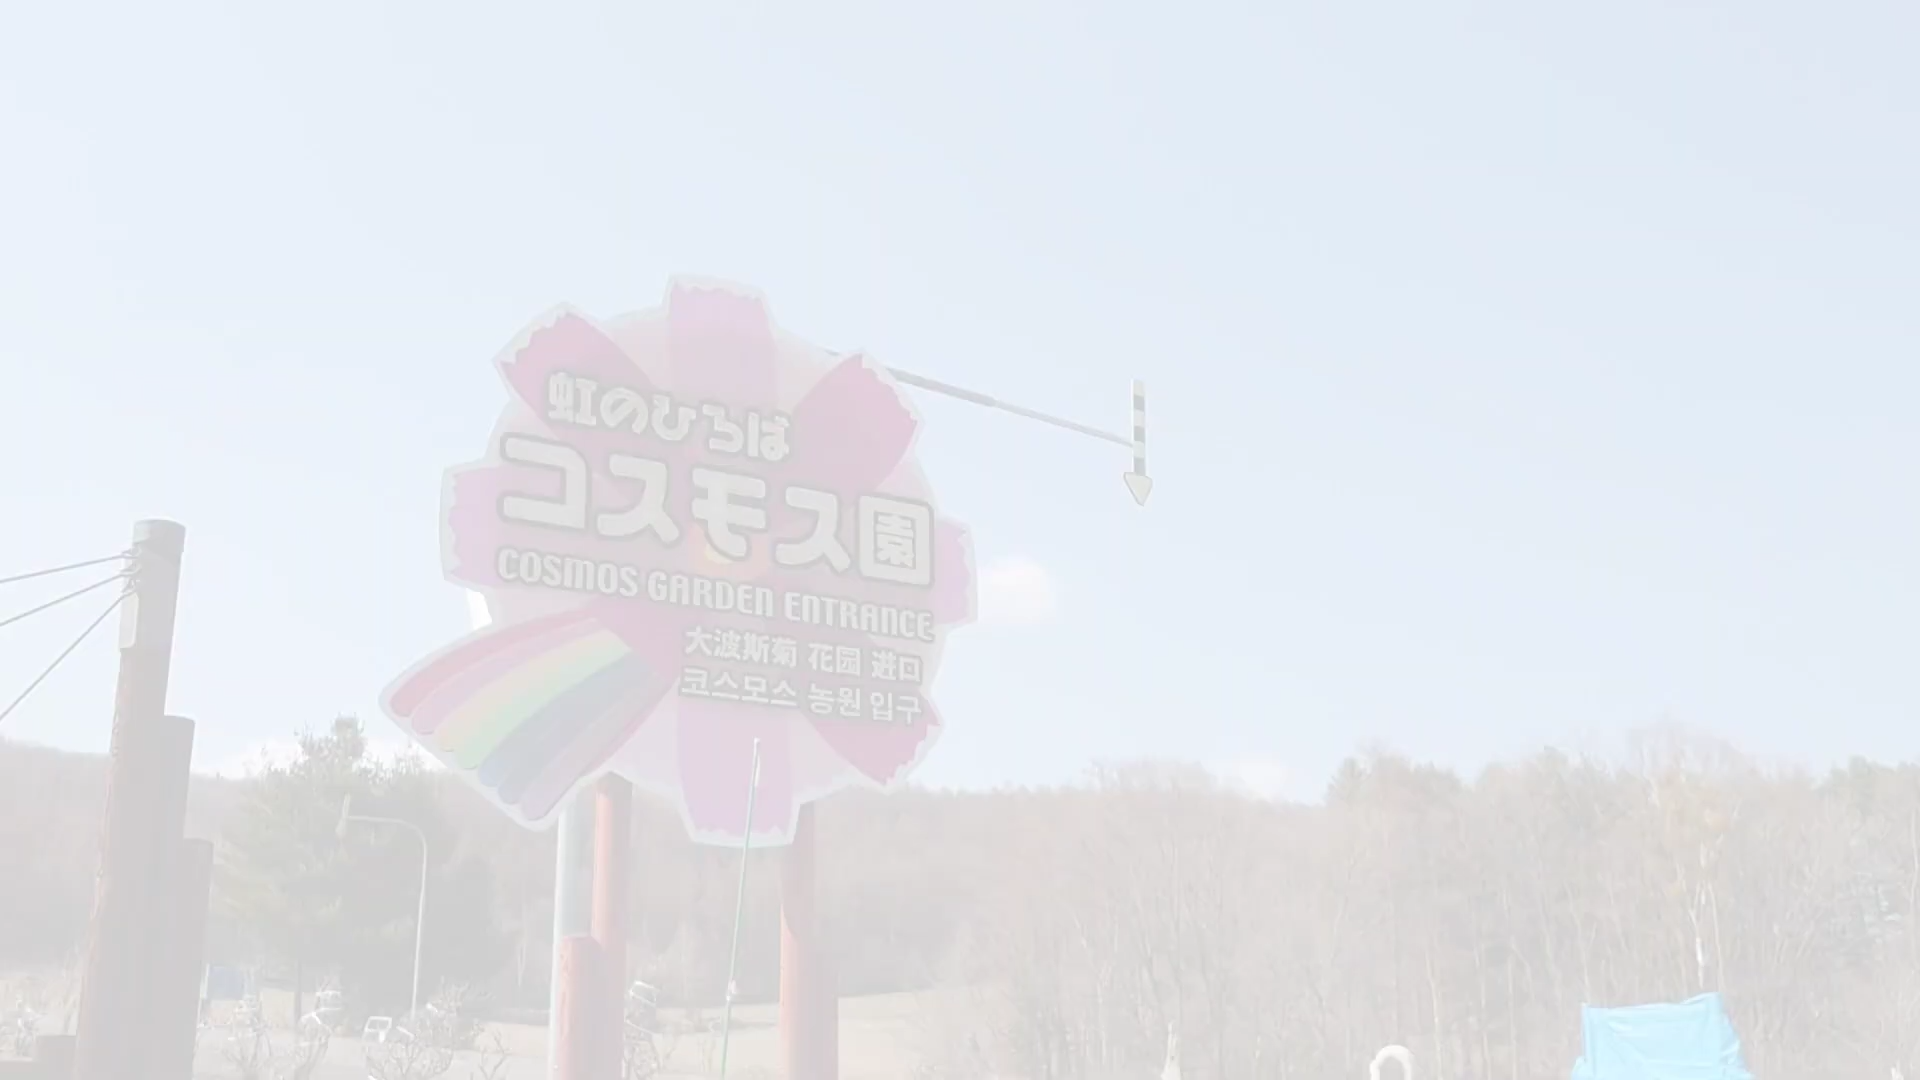 虹のひろば
コスモス園
COSMOS GARDEN ENTRANCE
大波斯菊 花园 进口
코스모스 농원 입구